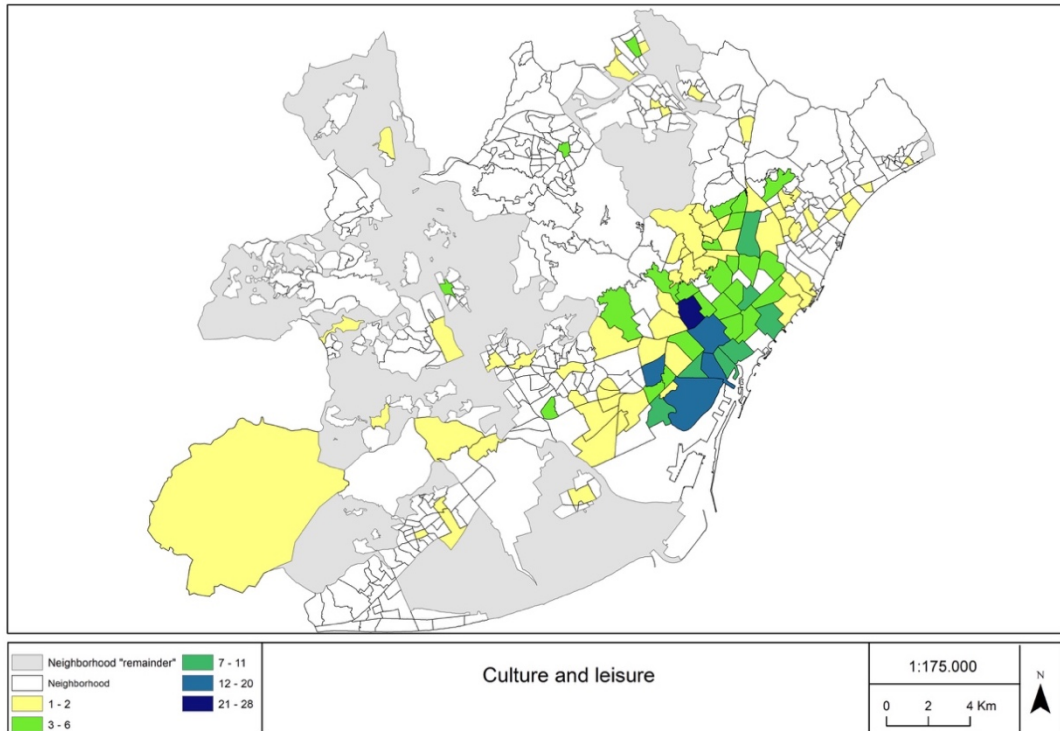 Neighborhood "remainder"
Neighborhood
1 - 2
3 - 6
7 - 11
12 - 20
21 - 28
Culture and leisure
1:175.000
0 2 4 Km
N